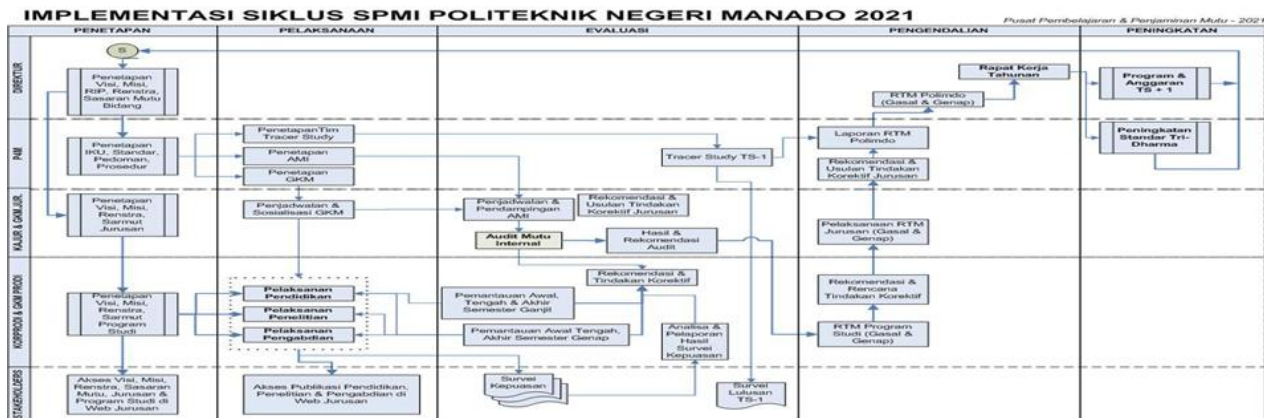 IMPLEMENTASI SIKLUS SPMI POLITEKNIK NEGERI MANADO 2021
Pusat Pembelajaran & Penjaminan Mutu - 2021
PENETAPAN
PELAKSANAAN
EVALUASI
PENGENDALIAN
PENINGKATAN
DIREKTUR
S
Penetapan
Visi, Misi,
RIP, Renstra,
Sasaran Mutu
Bidang
RTM Polimdo
(Gasal & Genap)
Rapat Kerja
Tahunan
Program &
Anggaran
TS + 1
P4M
Penetapan
IKU, Standar,
Pedoman,
Prosedur
PenetapanTim
Tracer Study
Penetapan
AMI
Penetapan
GKM
Tracer Study TS-1
Laporan RTM
Polimdo
Rekomendasi &
Usulan Tindakan
Korektif Jurusan
Peningkatan
Standar Tri-
Dharma
KAJUR & GKM JUR
Penetapan
Visi, Misi,
Renstra,
Sarmut
Jurusan
Penjadwalan &
Sosialisasi GKM
Penjadwalan &
Pendampingan
AMI
Rekomendasi &
Usulan Tindakan
Korektif Jurusan
Audit Mutu
Internal
Hasil &
Rekomendasi
Audit
Pelaksanaan
RTM
Jurusan (Gasal &
Genap)
KORPRODI & GKM PRODI
Penetapan
Visi, Misi,
Renstra,
Sarmut
Program
Studi
Pelaksanan
Pendidikan
Pelaksanan
Penelitian
Pelaksanan
Pengabdian
Rekomendasi &
Tindakan Korektif
Pemantauan Awal,
Tengah & Akhir
Semester Ganjil
Pemantauan Awal Tengah,
Akhir Semester Genap
Analisa &
Pelaporan
Hasil
Survei
Kepuasan
Rekomendasi &
Rencana
Tindakan Korektif
RTM Program
Studi (Gasal &
Genap)
STAKEHOLDERS
Akses Visi, Misi,
Renstra, Sasaran
Mutu, Jurusan &
Program Studi di
Web Jurusan
Akses Publikasi Pendidikan,
Penelitian & Pengabdian di
Web Jurusan
Survei
Kepuasan
Survei
Lulusan
TS-1